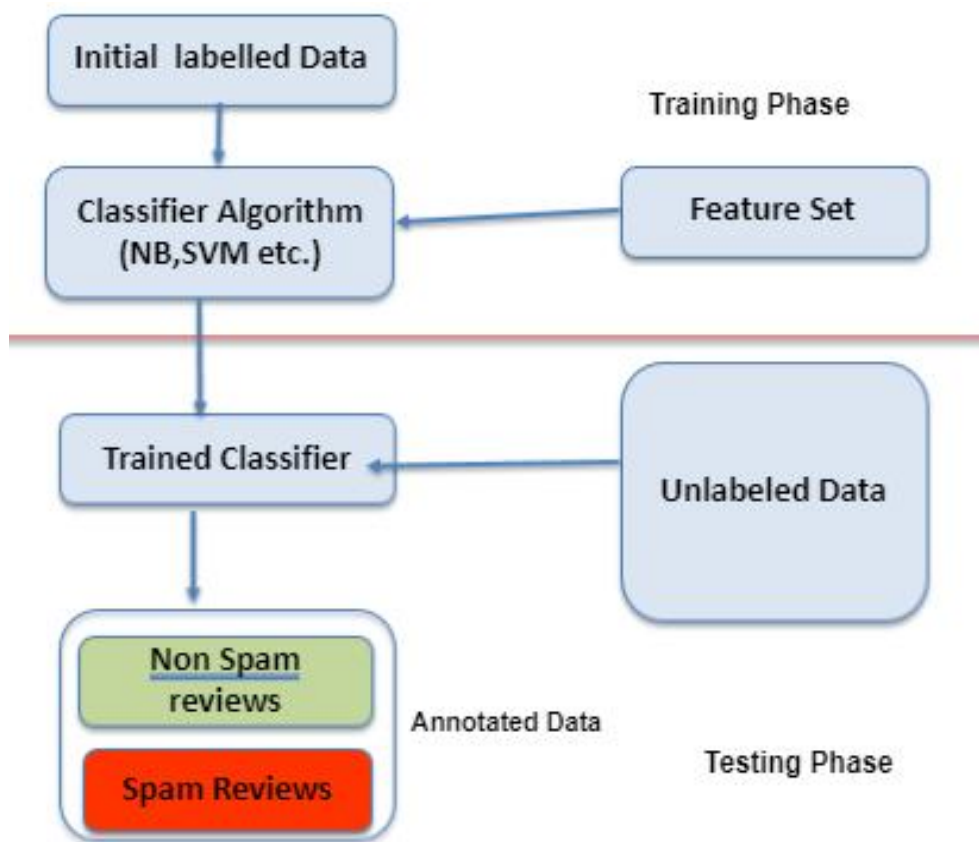 Initial labelled Data
Training Phase
Classifier Algorithm
(NB,SVM etc.)
Feature Set
Trained Classifier
Unlabeled Data
Non Spam
reviews
Annotated Data
Spam Reviews
Testing Phase